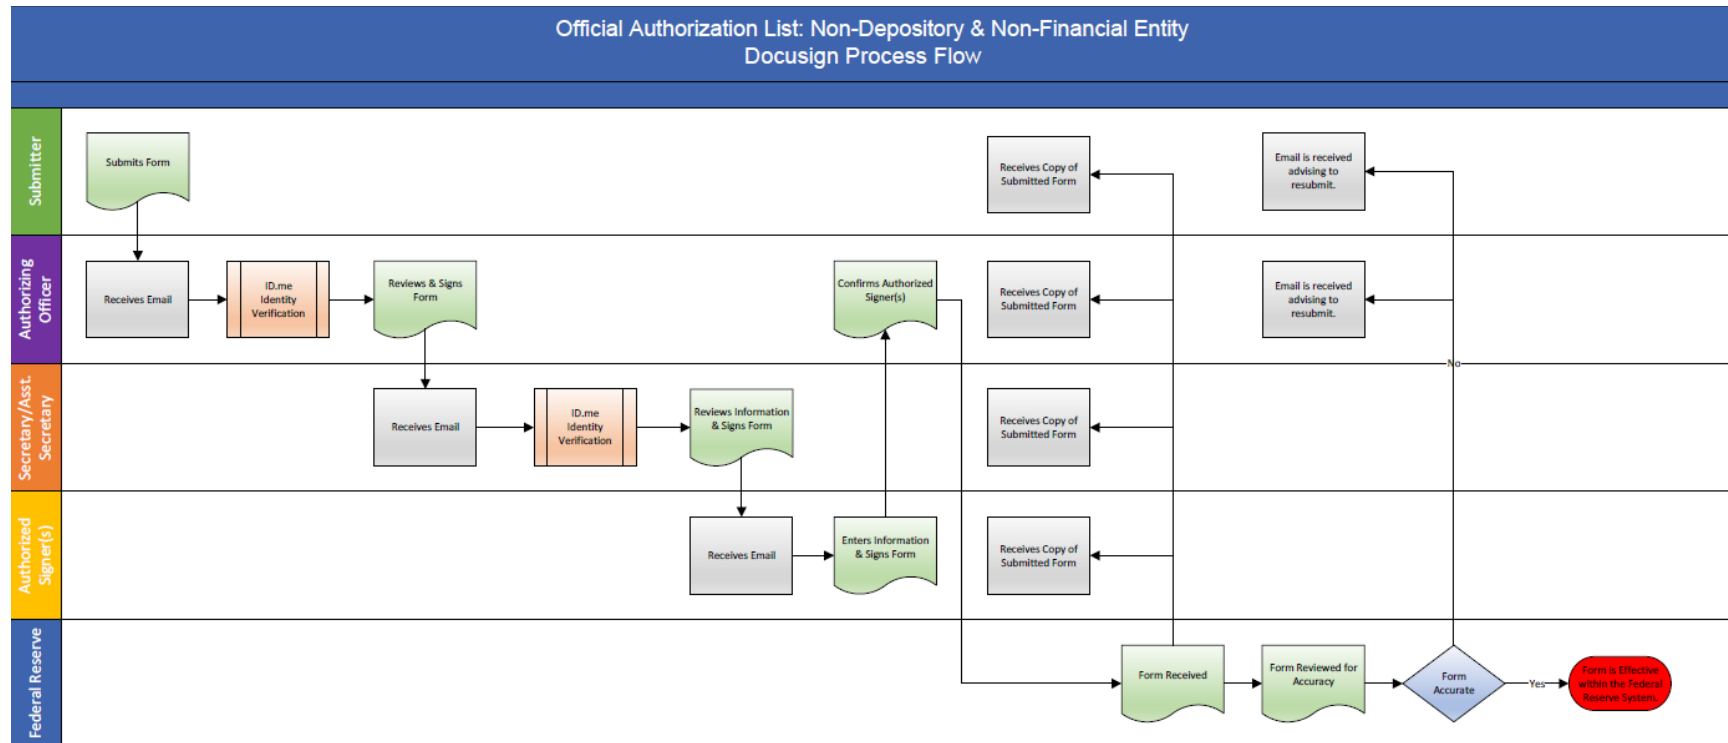 Official Authorization List: Non-Depository & Non-Financial Entity
Docusign Process Flow
Submitter
Submits Form
Receives Copy of
Submitted Form
Email is received
advising to
resubmit.
Authorizing
Officer
Receives Email
ID.me
Identity
Verification
Reviews & Signs
Form
Confirms Authorized
Signer(s)
Receives Copy of
Submitted Form
Email is received
advising to
resubmit.
No
Secretary/Asst.
Secretary
Receives Email
ID.me
Identity
Verification
Reviews Information
& Signs Form
Receives Copy of
Submitted Form
Authorized
Signer(s)
Receives Email
Enters Information
& Signs Form
Receives Copy of
Submitted Form
Federal Reserve
Form Received
Form Reviewed for
Accuracy
Form
Accurate
Yes
Form is Effective
within the Federal
Reserve System.